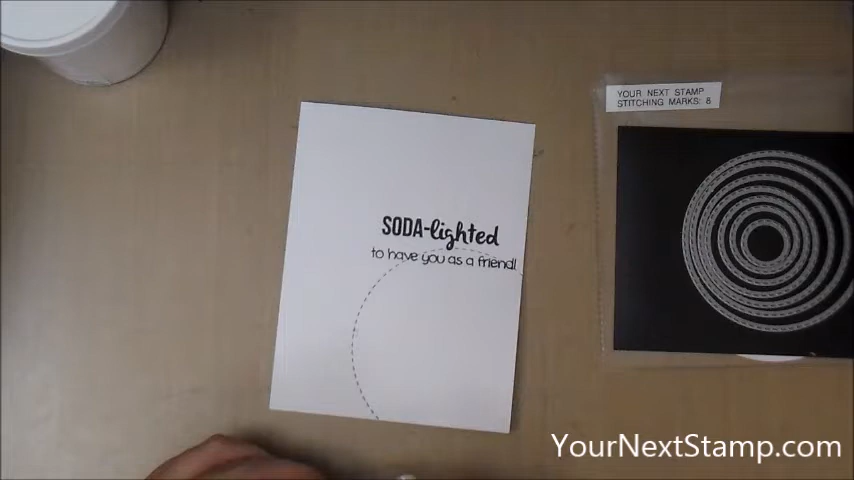 YOUR NEXT STAMP
STITCHING MARKS: 8
SODA-lighted
to have you as a friend!
YourNextStamp.com